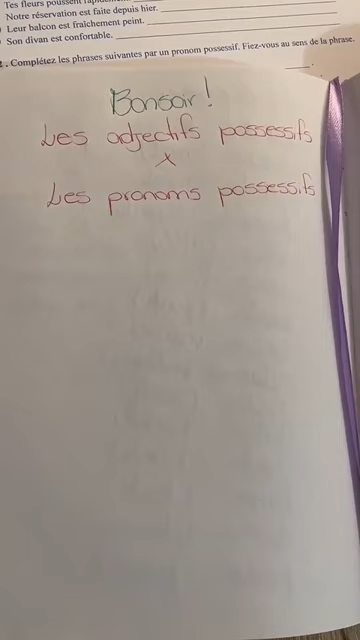 Tes fleurs poussent rapidement.
Notre réservation est faite depuis hier.
Leur balcon est fraîchement peint.
Son divan est confortable.
2. Complétez les phrases suivantes par un pronom possessif. Fiez-vous au sens de la phrase.
Bonsoir!
Les adjectifs possessifs
x
Les pronoms possessifs